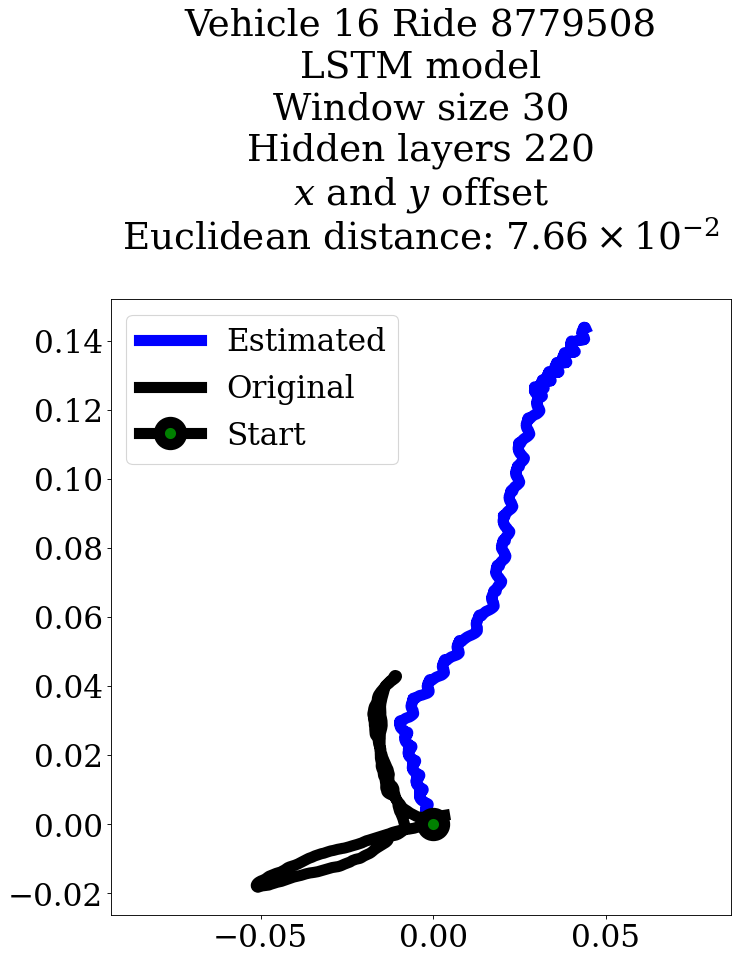 Vehicle 16 Ride 8779508
LSTM model
Window size 30
Hidden layers 220
x and y offset
Euclidean distance: 7.66 × 10⁻²
Estimated
Original
Start
0.14
0.12
0.10
0.08
0.06
0.04
0.02
0.00
−0.02
−0.05 0.00 0.05